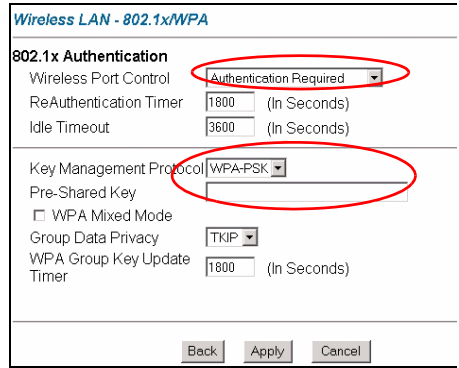 Wireless LAN - 802.1x/WPA
802.1x Authentication
Wireless Port Control Authentication Required
ReAuthentication Timer 1800 (In Seconds)
Idle Timeout 3600 (In Seconds)
Key Management Protocol WPA-PSK
Pre-Shared Key
WPA Mixed Mode
Group Data Privacy TKIP
WPA Group Key Update
Timer 1800 (In Seconds)
Back Apply Cancel